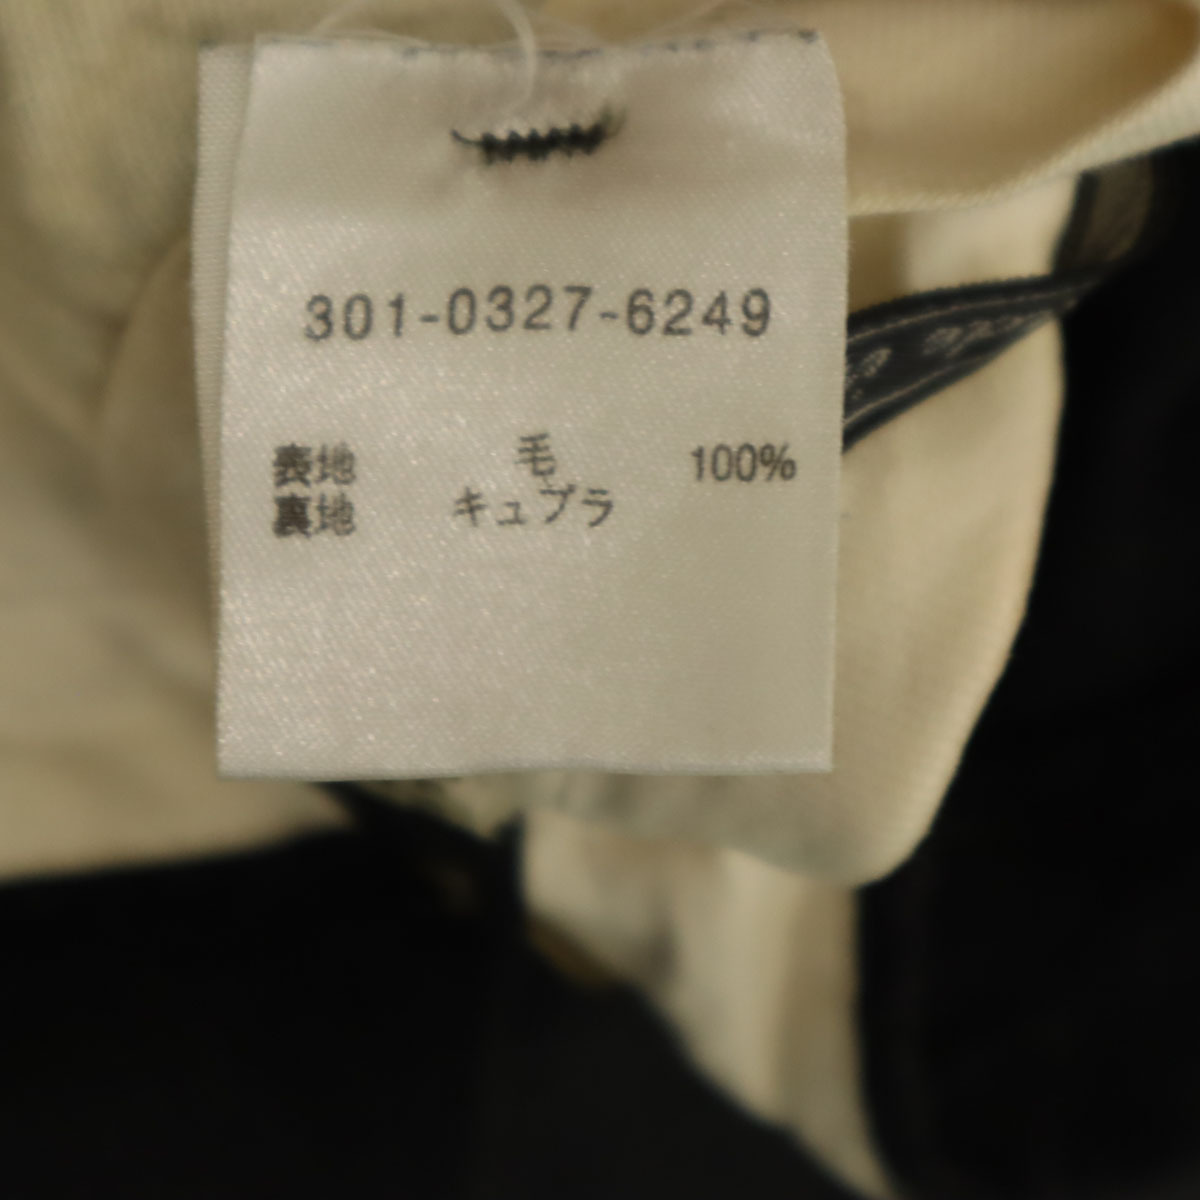 301-0327-6249
表地 毛 100%
裏地 キュプラ